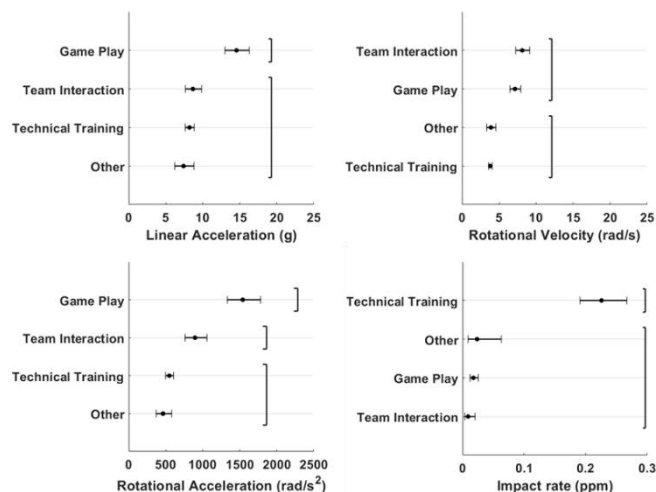 Game Play
Team Interaction
Technical Training
Other
0 5 10 15 20 25
Linear Acceleration (g)
Team Interaction
Game Play
Other
Technical Training
0 5 10 15 20 25
Rotational Velocity (rad/s)
Game Play
Team Interaction
Technical Training
Other
0 500 1000 1500 2000 2500
Rotational Acceleration (rad/s²)
Technical Training
Other
Game Play
Team Interaction
0 0.1 0.2 0.3
Impact rate (ppm)